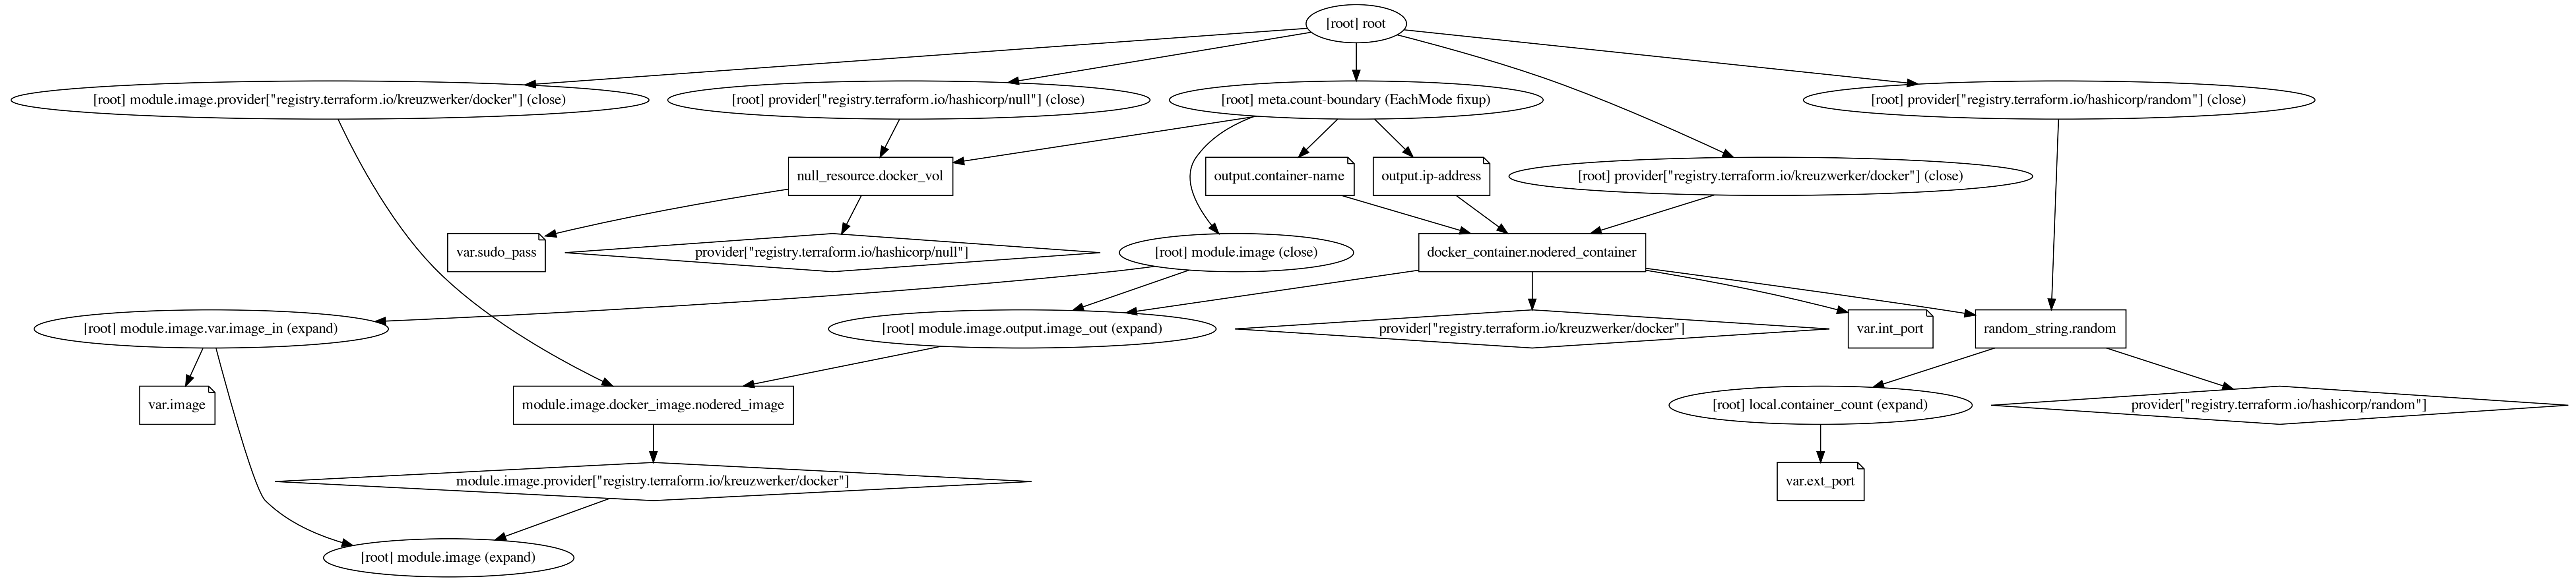 [root] root
[root] module.image.provider["registry.terraform.io/kreuzwerker/docker"] (close)
[root] provider["registry.terraform.io/hashicorp/null"] (close)
[root] meta.count-boundary (EachMode fixup)
[root] provider["registry.terraform.io/hashicorp/random"] (close)
null_resource.docker_vol
output.container-name
output.ip-address
[root] provider["registry.terraform.io/kreuzwerker/docker"] (close)
var.sudo_pass
provider["registry.terraform.io/hashicorp/null"]
[root] module.image (close)
docker_container.nodered_container
[root] module.image.var.image_in (expand)
[root] module.image.output.image_out (expand)
provider["registry.terraform.io/kreuzwerker/docker"]
var.int_port
random_string.random
var.image
module.image.docker_image.nodered_image
[root] local.container_count (expand)
provider["registry.terraform.io/hashicorp/random"]
module.image.provider["registry.terraform.io/kreuzwerker/docker"]
var.ext_port
[root] module.image (expand)